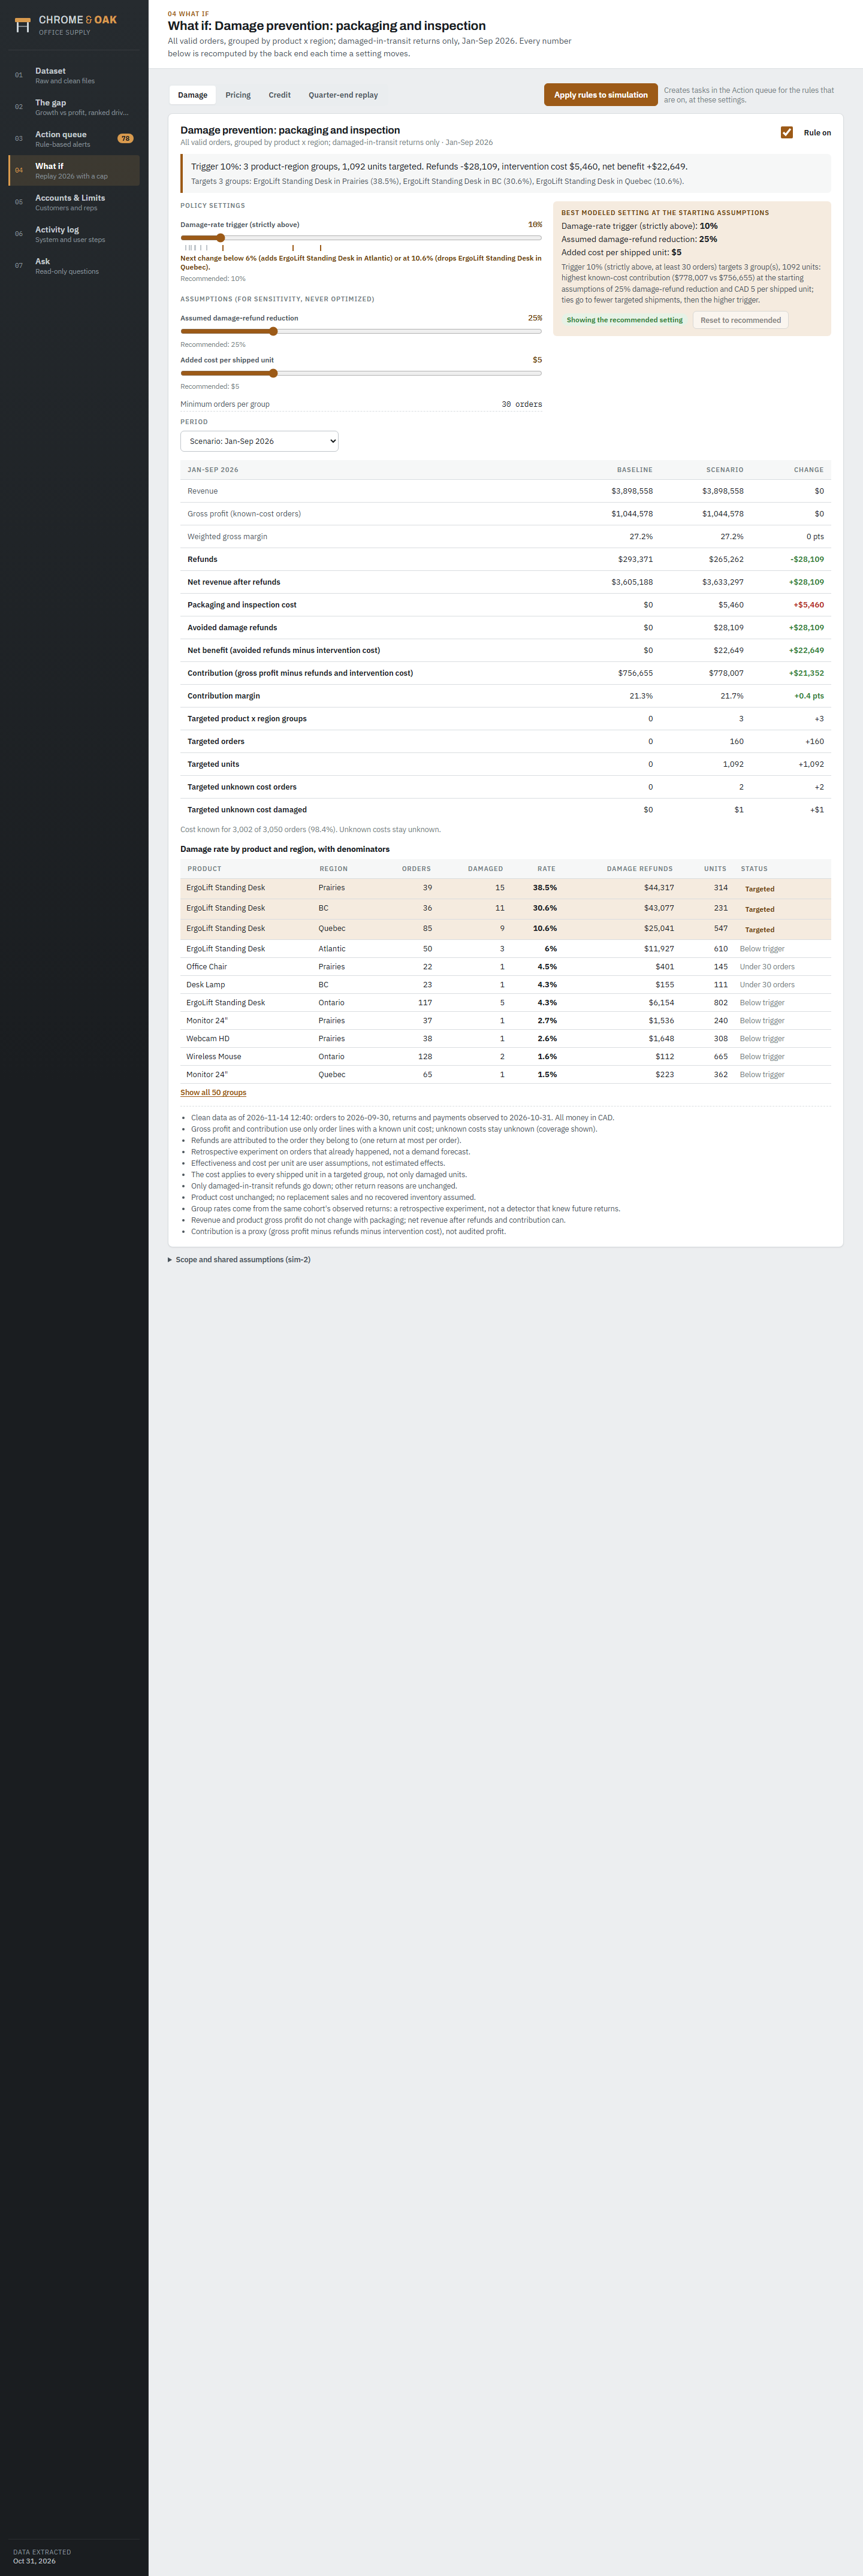 CHROME & OAK
OFFICE SUPPLY
01 Dataset
Raw and clean files
02 The gap
Growth vs profit, ranked driv...
03 Action queue 78
Rule-based alerts
04 What if
Replay 2026 with a cap
05 Accounts & Limits
Customers and reps
06 Activity log
System and user steps
07 Ask
Read-only questions
DATA EXTRACTED
Oct 31, 2026
04 WHAT IF
What if: Damage prevention: packaging and inspection
All valid orders, grouped by product x region; damaged-in-transit returns only, Jan-Sep 2026. Every number
below is recomputed by the back end each time a setting moves.
Damage Pricing Credit Quarter-end replay
Apply rules to simulation
Creates tasks in the Action queue for the rules that
are on, at these settings.
Damage prevention: packaging and inspection
All valid orders, grouped by product x region; damaged-in-transit returns only · Jan-Sep 2026
Rule on
Trigger 10%: 3 product-region groups, 1,092 units targeted. Refunds -$28,109, intervention cost $5,460, net benefit +$22,649.
Targets 3 groups: ErgoLift Standing Desk in Prairies (38.5%), ErgoLift Standing Desk in BC (30.6%), ErgoLift Standing Desk in Quebec (10.6%).
POLICY SETTINGS
Damage-rate trigger (strictly above) 10%
Next change below 6% (adds ErgoLift Standing Desk in Atlantic) or at 10.6% (drops ErgoLift Standing Desk in
Quebec).
Recommended: 10%
ASSUMPTIONS (FOR SENSITIVITY, NEVER OPTIMIZED)
Assumed damage-refund reduction 25%
Recommended: 25%
Added cost per shipped unit $5
Recommended: $5
Minimum orders per group 30 orders
PERIOD
Scenario: Jan-Sep 2026
BEST MODELED SETTING AT THE STARTING ASSUMPTIONS
Damage-rate trigger (strictly above): 10%
Assumed damage-refund reduction: 25%
Added cost per shipped unit: $5
Trigger 10% (strictly above, at least 30 orders) targets 3 group(s), 1092 units:
highest known-cost contribution ($778,007 vs $756,655) at the starting
assumptions of 25% damage-refund reduction and CAD 5 per shipped unit;
ties go to fewer targeted shipments, then the higher trigger.
Showing the recommended setting Reset to recommended
JAN-SEP 2026 BASELINE SCENARIO CHANGE
Revenue $3,898,558 $3,898,558 $0
Gross profit (known-cost orders) $1,044,578 $1,044,578 $0
Weighted gross margin 27.2% 27.2% 0 pts
Refunds $293,371 $265,262 -$28,109
Net revenue after refunds $3,605,188 $3,633,297 +$28,109
Packaging and inspection cost $0 $5,460 +$5,460
Avoided damage refunds $0 $28,109 +$28,109
Net benefit (avoided refunds minus intervention cost) $0 $22,649 +$22,649
Contribution (gross profit minus refunds and intervention cost) $756,655 $778,007 +$21,352
Contribution margin 21.3% 21.7% +0.4 pts
Targeted product x region groups 0 3 +3
Targeted orders 0 160 +160
Targeted units 0 1,092 +1,092
Targeted unknown cost orders 0 2 +2
Targeted unknown cost damaged $0 $1 +$1
Cost known for 3,002 of 3,050 orders (98.4%). Unknown costs stay unknown.
Damage rate by product and region, with denominators
PRODUCT REGION ORDERS DAMAGED RATE DAMAGE REFUNDS UNITS STATUS
ErgoLift Standing Desk Prairies 39 15 38.5% $44,317 314 Targeted
ErgoLift Standing Desk BC 36 11 30.6% $43,077 231 Targeted
ErgoLift Standing Desk Quebec 85 9 10.6% $25,041 547 Targeted
ErgoLift Standing Desk Atlantic 50 3 6% $11,927 610 Below trigger
Office Chair Prairies 22 1 4.5% $401 145 Under 30 orders
Desk Lamp BC 23 1 4.3% $155 111 Under 30 orders
ErgoLift Standing Desk Ontario 117 5 4.3% $6,154 802 Below trigger
Monitor 24" Prairies 37 1 2.7% $1,536 240 Below trigger
Webcam HD Prairies 38 1 2.6% $1,648 308 Below trigger
Wireless Mouse Ontario 128 2 1.6% $112 665 Below trigger
Monitor 24" Quebec 65 1 1.5% $223 362 Below trigger
Show all 50 groups
• Clean data as of 2026-11-14 12:40: orders to 2026-09-30, returns and payments observed to 2026-10-31. All money in CAD.
• Gross profit and contribution use only order lines with a known unit cost; unknown costs stay unknown (coverage shown).
• Refunds are attributed to the order they belong to (one return at most per order).
• Retrospective experiment on orders that already happened, not a demand forecast.
• Effectiveness and cost per unit are user assumptions, not estimated effects.
• The cost applies to every shipped unit in a targeted group, not only damaged units.
• Only damaged-in-transit refunds go down; other return reasons are unchanged.
• Product cost unchanged; no replacement sales and no recovered inventory assumed.
• Group rates come from the same cohort's observed returns: a retrospective experiment, not a detector that knew future returns.
• Revenue and product gross profit do not change with packaging; net revenue after refunds and contribution can.
• Contribution is a proxy (gross profit minus refunds minus intervention cost), not audited profit.
Scope and shared assumptions (sim-2)